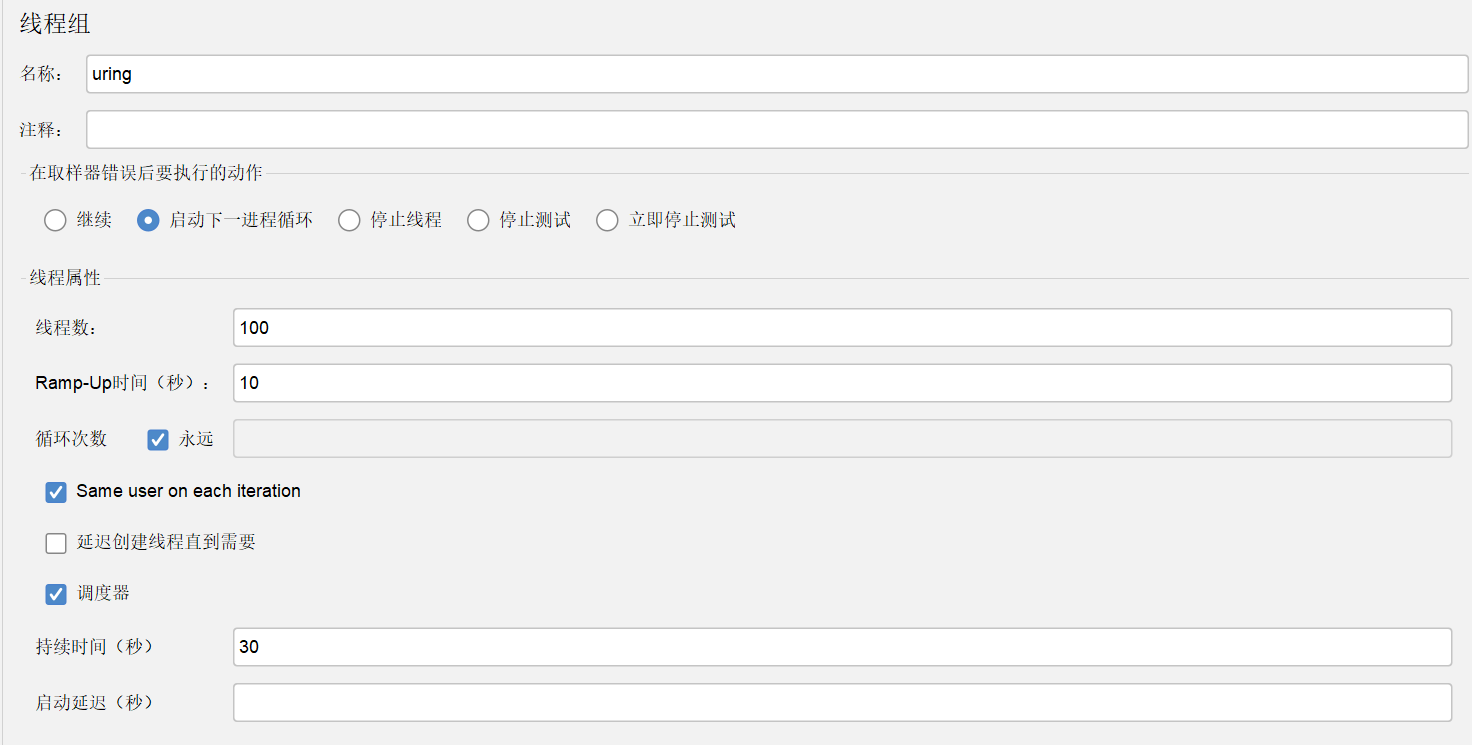 线程组
名称： uring
注释：
在取样器错误后要执行的动作
继续 启动下一进程循环 停止线程 停止测试 立即停止测试
线程属性
线程数： 100
Ramp-Up时间（秒）： 10
循环次数 永远
Same user on each iteration
延迟创建线程直到需要
调度器
持续时间（秒） 30
启动延迟（秒）